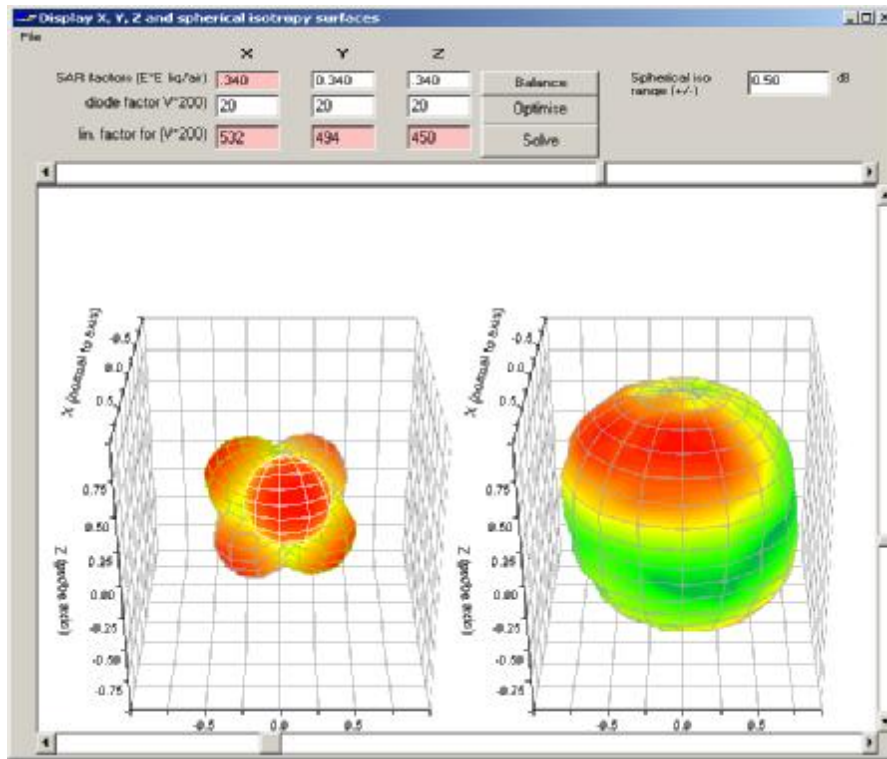 Display X, Y, Z and spherical isotropy surfaces
File
X Y Z
SAR factors (E*E liq/air) .340 0.340 .340 Balance Spherical iso range (+/-) 0.50 dB
diode factor V*200) 20 20 20 Optimise
lin. factor for (V*200) 532 494 450 Solve
X (normal to axis)
-0.5
0.0
0.5
0.75
0.50
0.25
0.00
-0.25
-0.50
-0.75
Z (probe axis)
-0.5 0.0 0.5
X (normal to axis)
-0.5
0.0
0.5
0.75
0.50
0.25
0.00
-0.25
-0.50
-0.25
Z (probe axis)
-0.5 0.0 0.5